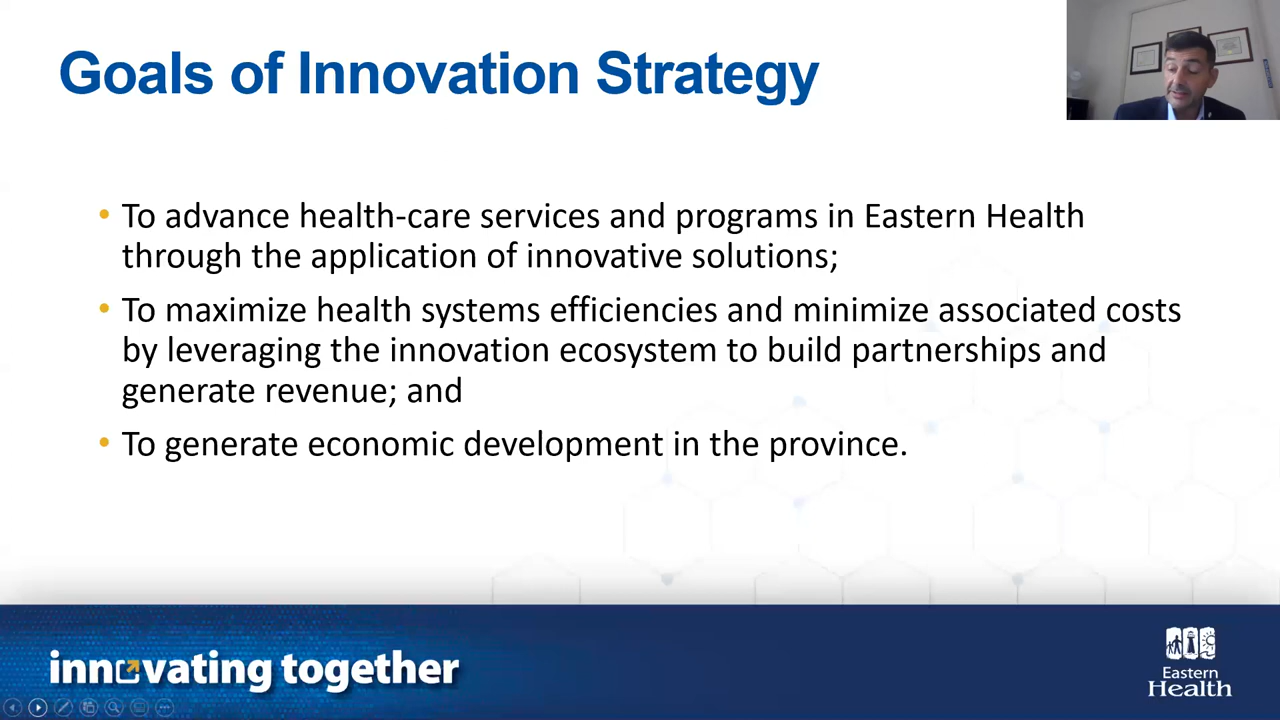 Goals of Innovation Strategy
• To advance health-care services and programs in Eastern Health
through the application of innovative solutions;
• To maximize health systems efficiencies and minimize associated costs
by leveraging the innovation ecosystem to build partnerships and
generate revenue; and
• To generate economic development in the province.
innovating together
Eastern
Health